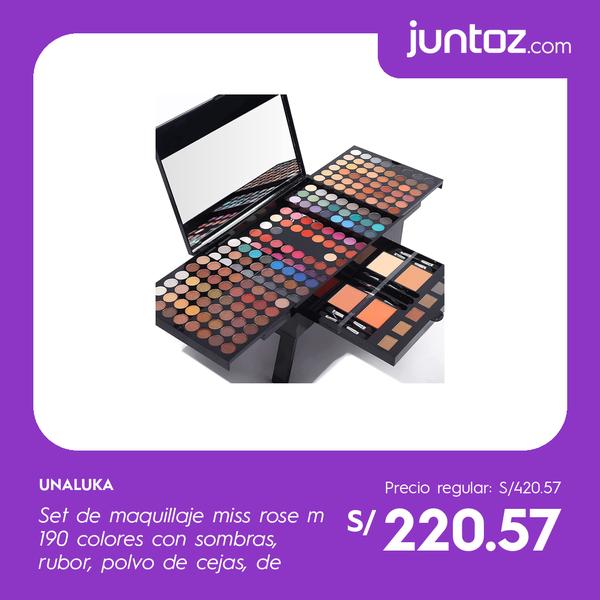 juntoz.com
UNALUKA
Set de maquillaje miss rose m
190 colores con sombras,
rubor, polvo de cejas, de
Precio regular: S/420.57
S/220.57